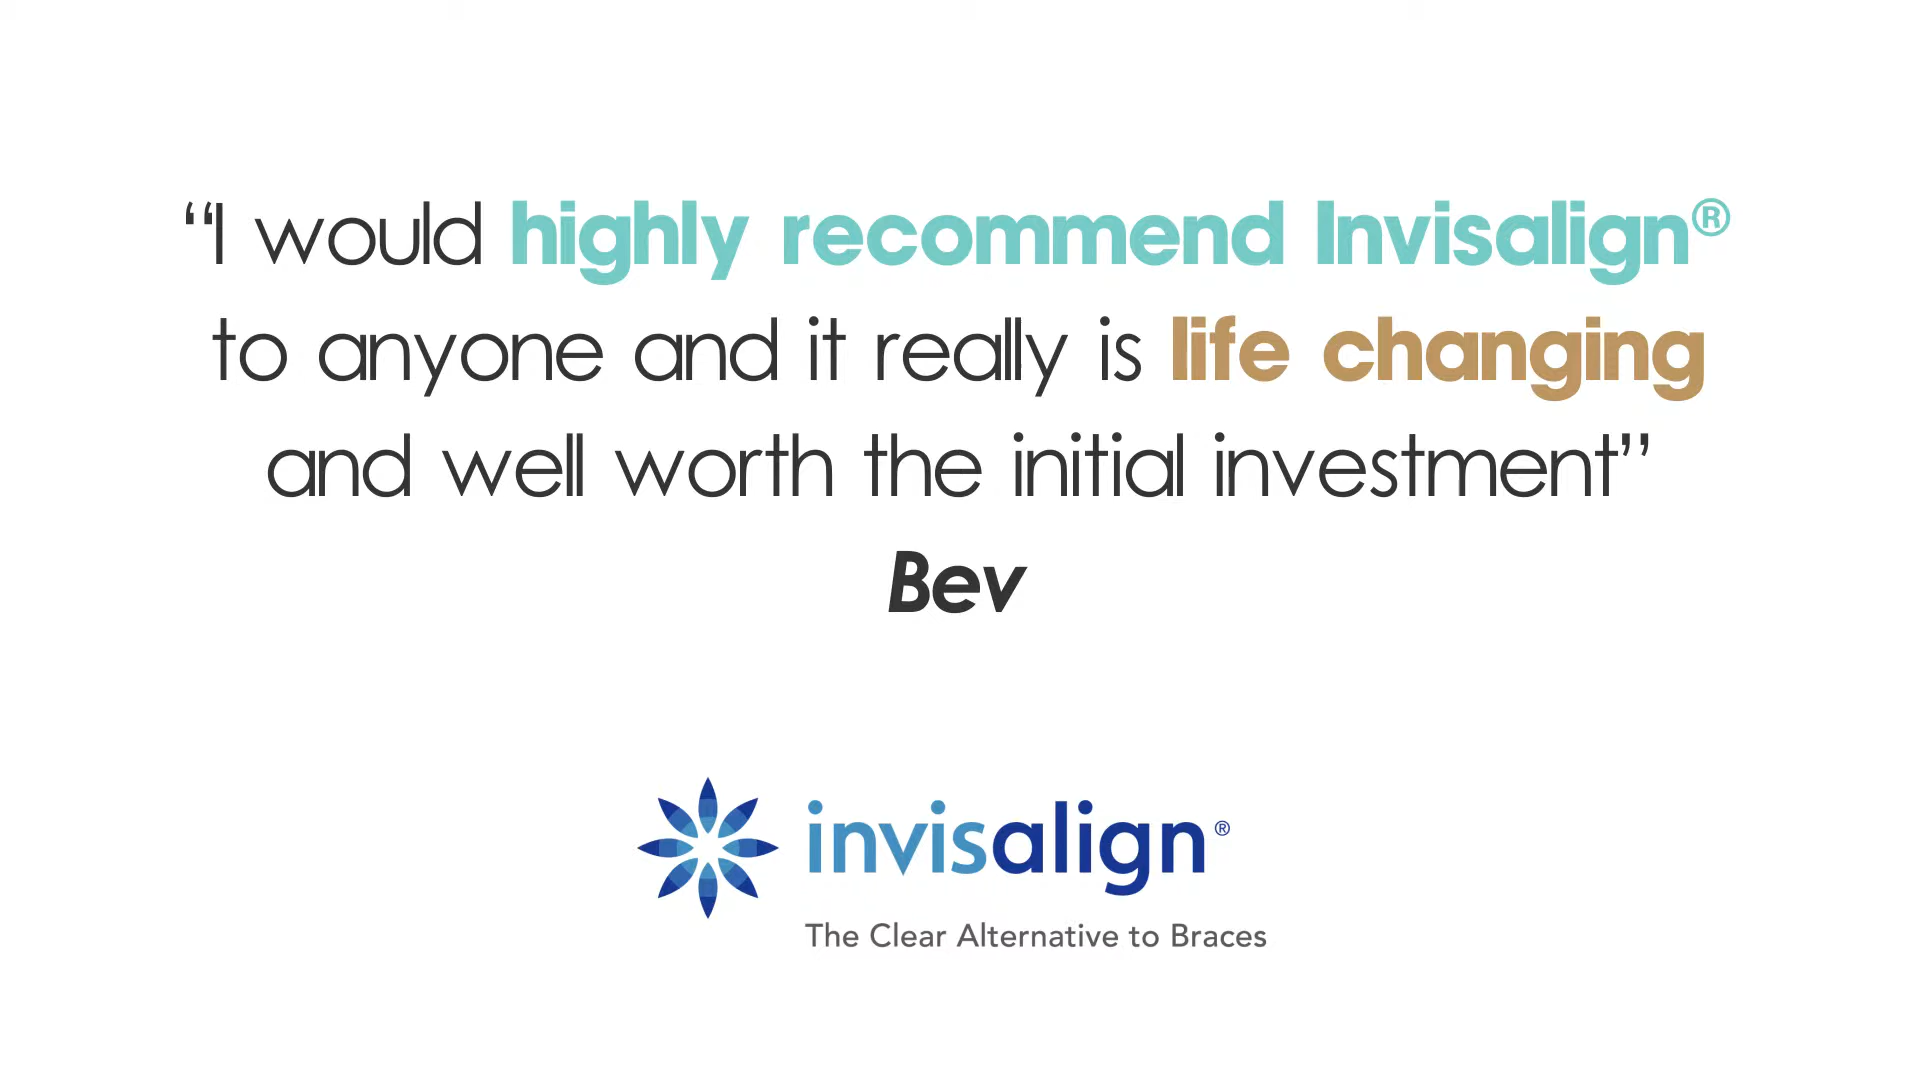 “I would highly recommend Invisalign®
to anyone and it really is life changing
and well worth the initial investment”
Bev
invisalign®
The Clear Alternative to Braces